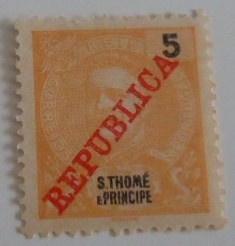 5
REPUBLICA
S. THOMÉ
E PRINCIPE